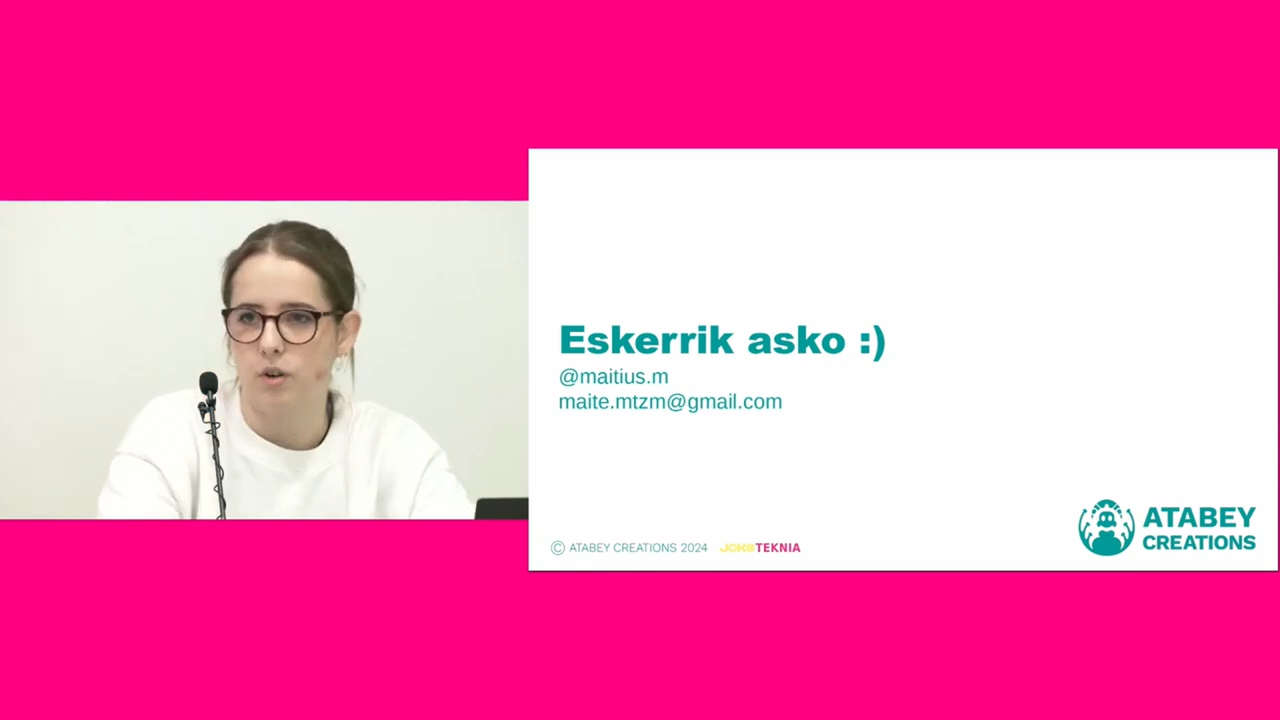 Eskerrik asko :)
@maitius.m
maite.mtzm@gmail.com
© ATABEY CREATIONS 2024 JOKOTEKNIA
ATABEY
CREATIONS